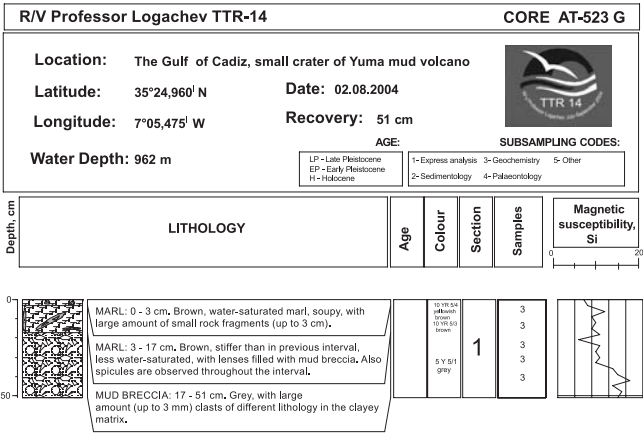 R/V Professor Logachev TTR-14
CORE AT-523 G
Location: The Gulf of Cadiz, small crater of Yuma mud volcano
Latitude: 35°24,960ˡ N
Date: 02.08.2004
Longitude: 7°05,475ˡ W
Recovery: 51 cm
Water Depth: 962 m
TTR 14
AGE:
LP - Late Pleistocene
EP - Early Pleistocene
H - Holocene
SUBSAMPLING CODES:
1- Express analysis 3- Geochemistry 5- Other
2- Sedimentology 4- Palaeontology
Depth, cm
LITHOLOGY
Age
Colour
Section
Samples
Magnetic
susceptibility,
Si
0 20
0
50
MARL: 0 - 3 cm. Brown, water-saturated marl, soupy, with
large amount of small rock fragments (up to 3 cm).
MARL: 3 - 17 cm. Brown, stiffer than in previous interval,
less water-saturated, with lenses filled with mud breccia. Also
spicules are observed throughout the interval.
MUD BRECCIA: 17 - 51 cm. Grey, with large
amount (up to 3 mm) clasts of different lithology in the clayey
matrix.
10 YR 5/4
yellowish
brown
10 YR 5/3
brown
5 Y 5/1
grey
1
3
3
3
3
3